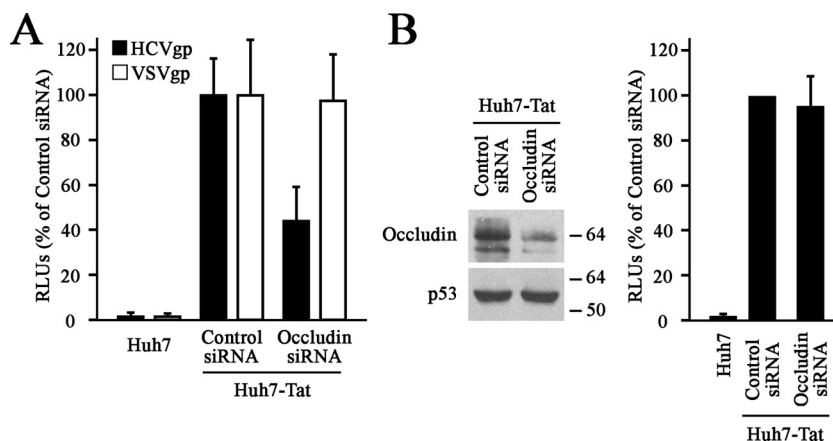 A
RLUs (% of Control siRNA)
120
100
80
60
40
20
0
HCVgp
VSVgp
Huh7
Control
siRNA
Occludin
siRNA
Huh7-Tat
B
Huh7-Tat
Control
siRNA
Occludin
siRNA
Occludin
– 64
p53
– 64
– 50
RLUs (% of Control siRNA)
120
100
80
60
40
20
0
Huh7
Control
siRNA
Occludin
siRNA
Huh7-Tat